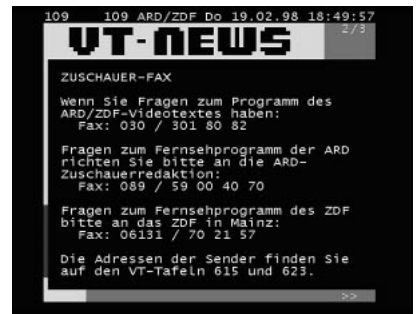 109 109 ARD/ZDF Do 19.02.98 18:49:57
VT-NEWS 2/3
ZUSCHAUER-FAX
Wenn Sie Fragen zum Programm des
ARD/ZDF-Videotextes haben:
Fax: 030 / 301 80 82
Fragen zum Fernsehprogramm der ARD
richten Sie bitte an die ARD-
Zuschauerredaktion:
Fax: 089 / 59 00 40 70
Fragen zum Fernsehprogramm des ZDF
bitte an das ZDF in Mainz:
Fax: 06131 / 70 21 57
Die Adressen der Sender finden Sie
auf den VT-Tafeln 615 und 623.
>>